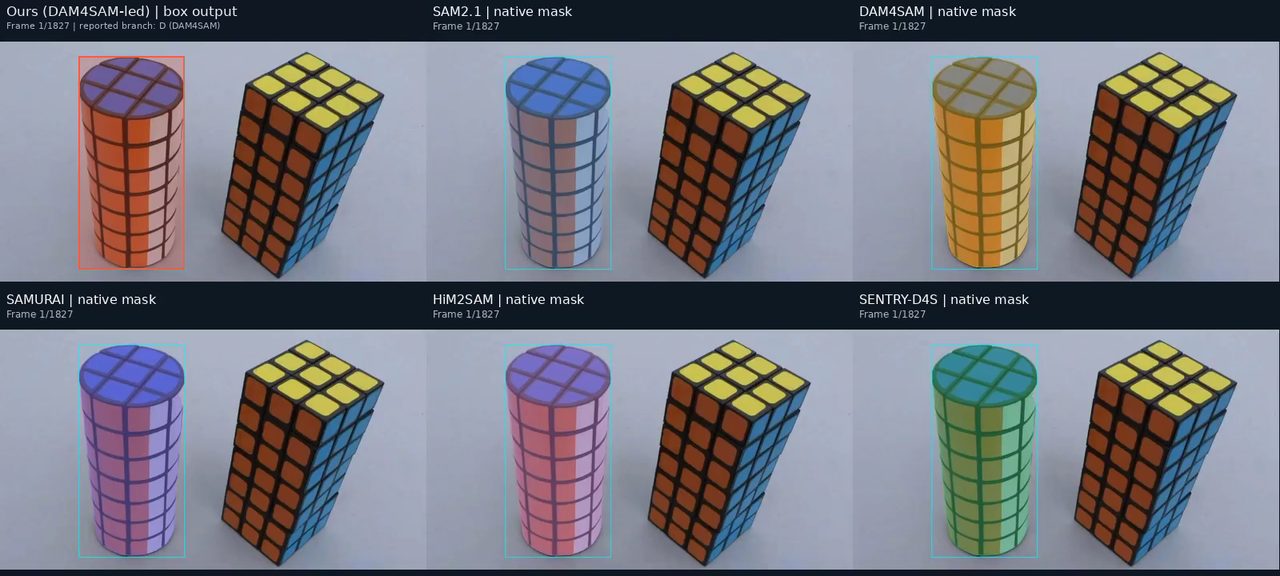 Ours (DAM4SAM-led) | box output
Frame 1/1827 | reported branch: D (DAM4SAM)
SAM2.1 | native mask
Frame 1/1827
DAM4SAM | native mask
Frame 1/1827
SAMURAI | native mask
Frame 1/1827
HiM2SAM | native mask
Frame 1/1827
SENTRY-D4S | native mask
Frame 1/1827